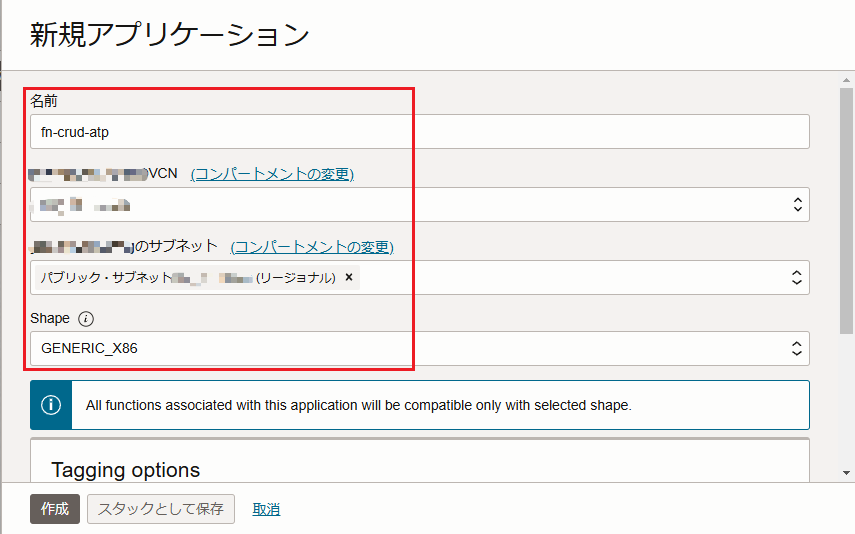 新規アプリケーション
名前
fn-crud-atp
VCN (コンパートメントの変更)
のサブネット (コンパートメントの変更)
パブリック・サブネット (リージョナル) ×
Shape i
GENERIC_X86
All functions associated with this application will be compatible only with selected shape.
Tagging options
作成 スタックとして保存 取消